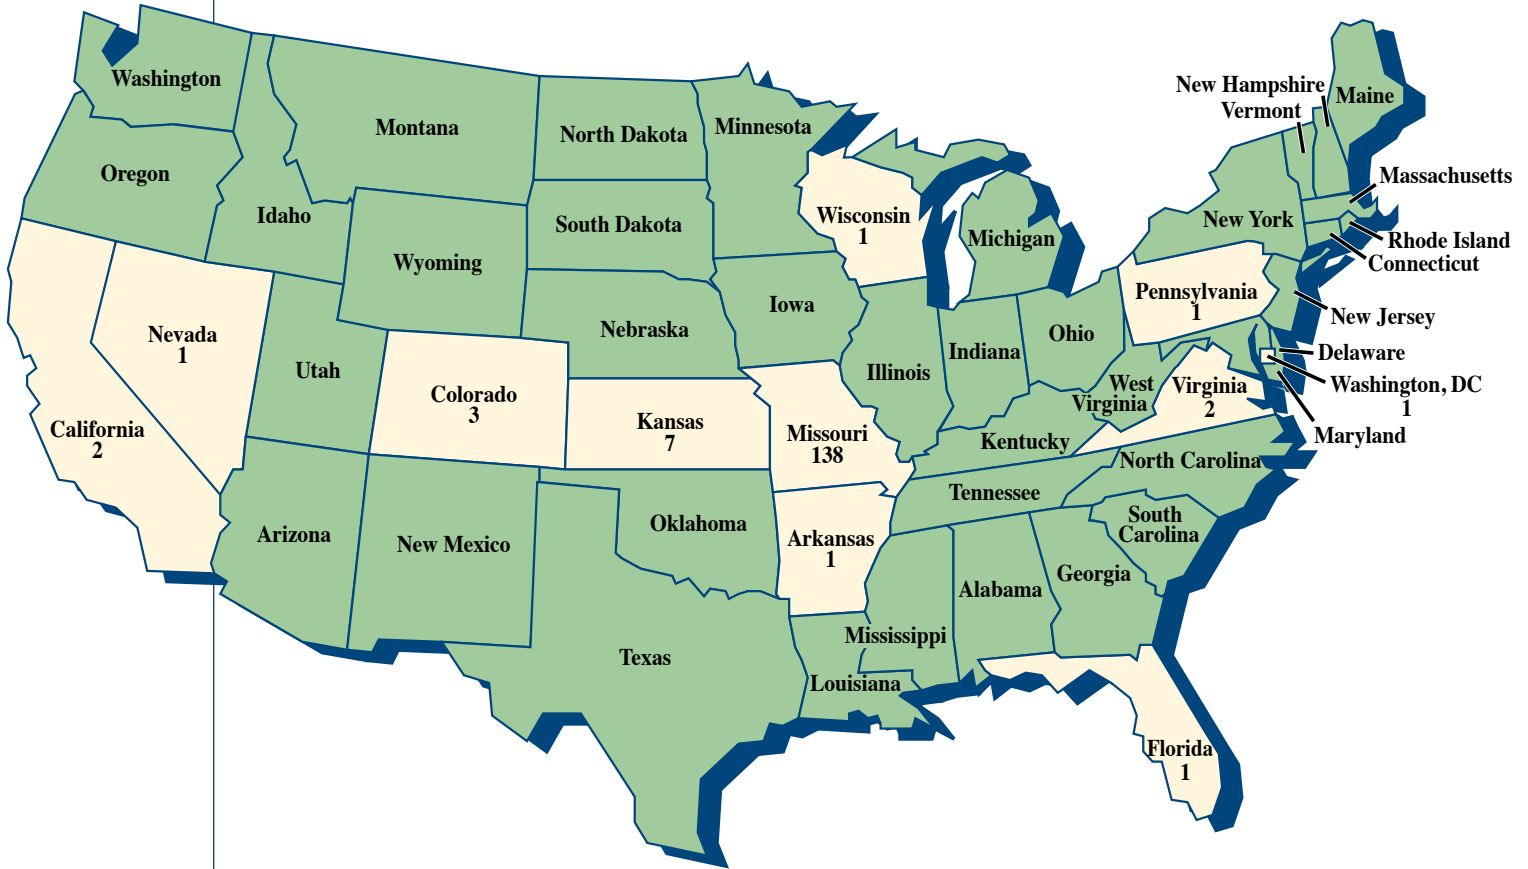 Washington
Montana
North Dakota
Minnesota
New Hampshire
Vermont
Maine
Oregon
Idaho
South Dakota
Wisconsin
1
Michigan
New York
Massachusetts
Rhode Island
Connecticut
Wyoming
Nevada
1
Nebraska
Iowa
Pennsylvania
1
New Jersey
Utah
Colorado
3
Illinois
Indiana
Ohio
Delaware
Washington, DC
1
Maryland
California
2
Kansas
7
Missouri
138
Kentucky
West
Virginia
Virginia
2
Arizona
New Mexico
Oklahoma
Arkansas
1
Tennessee
North Carolina
South
Carolina
Texas
Louisiana
Mississippi
Alabama
Georgia
Florida
1